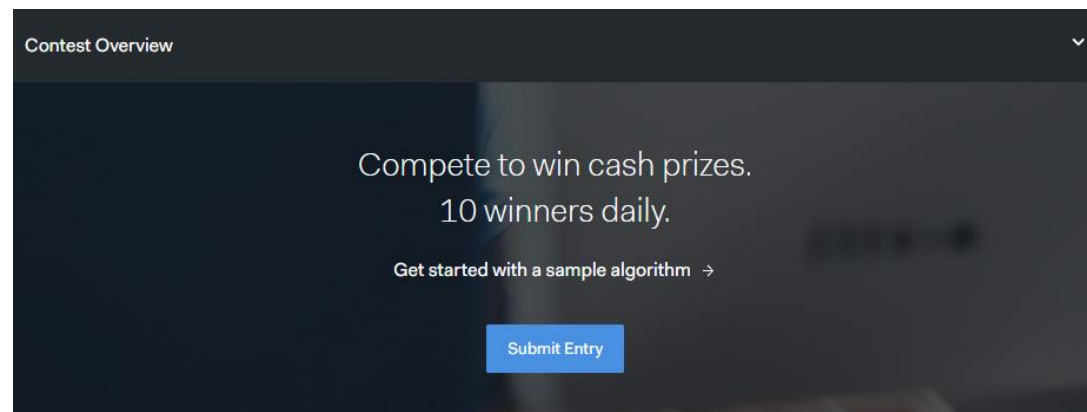 Contest Overview
Compete to win cash prizes.
10 winners daily.
Get started with a sample algorithm →
Submit Entry